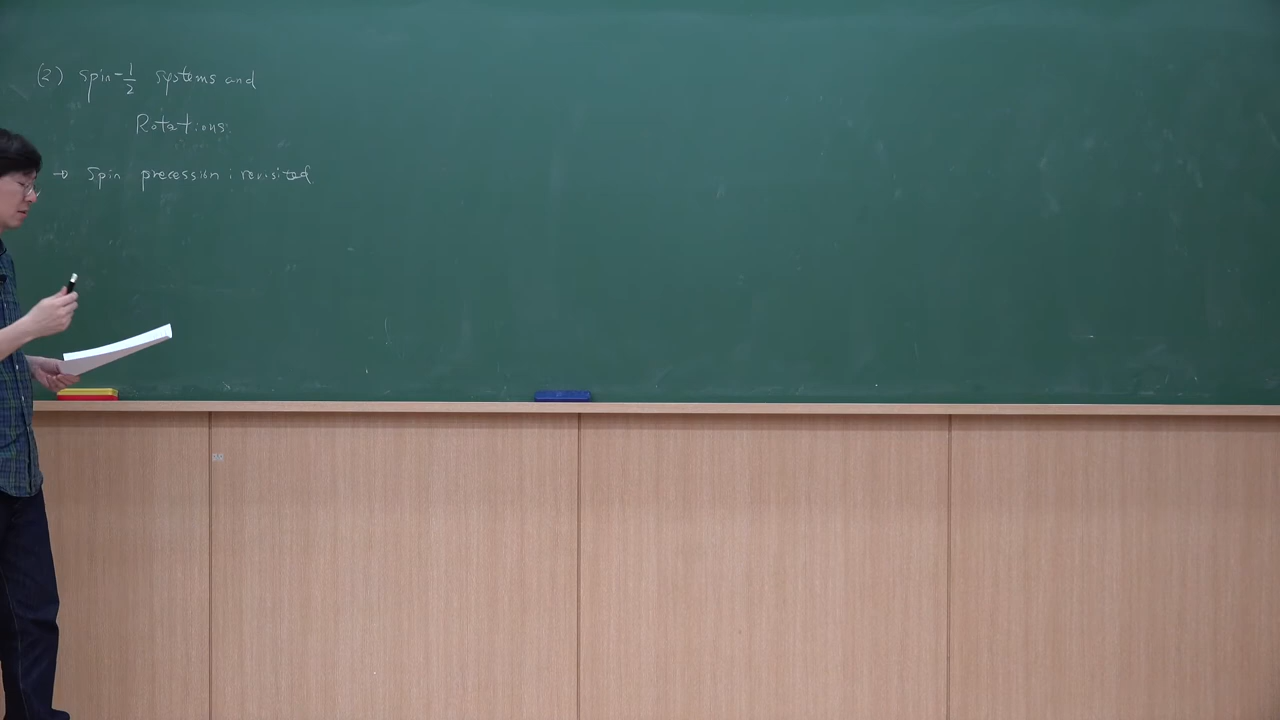 (2) Spin-1/2 systems and
Rotations.
→ Spin precession : revisited.